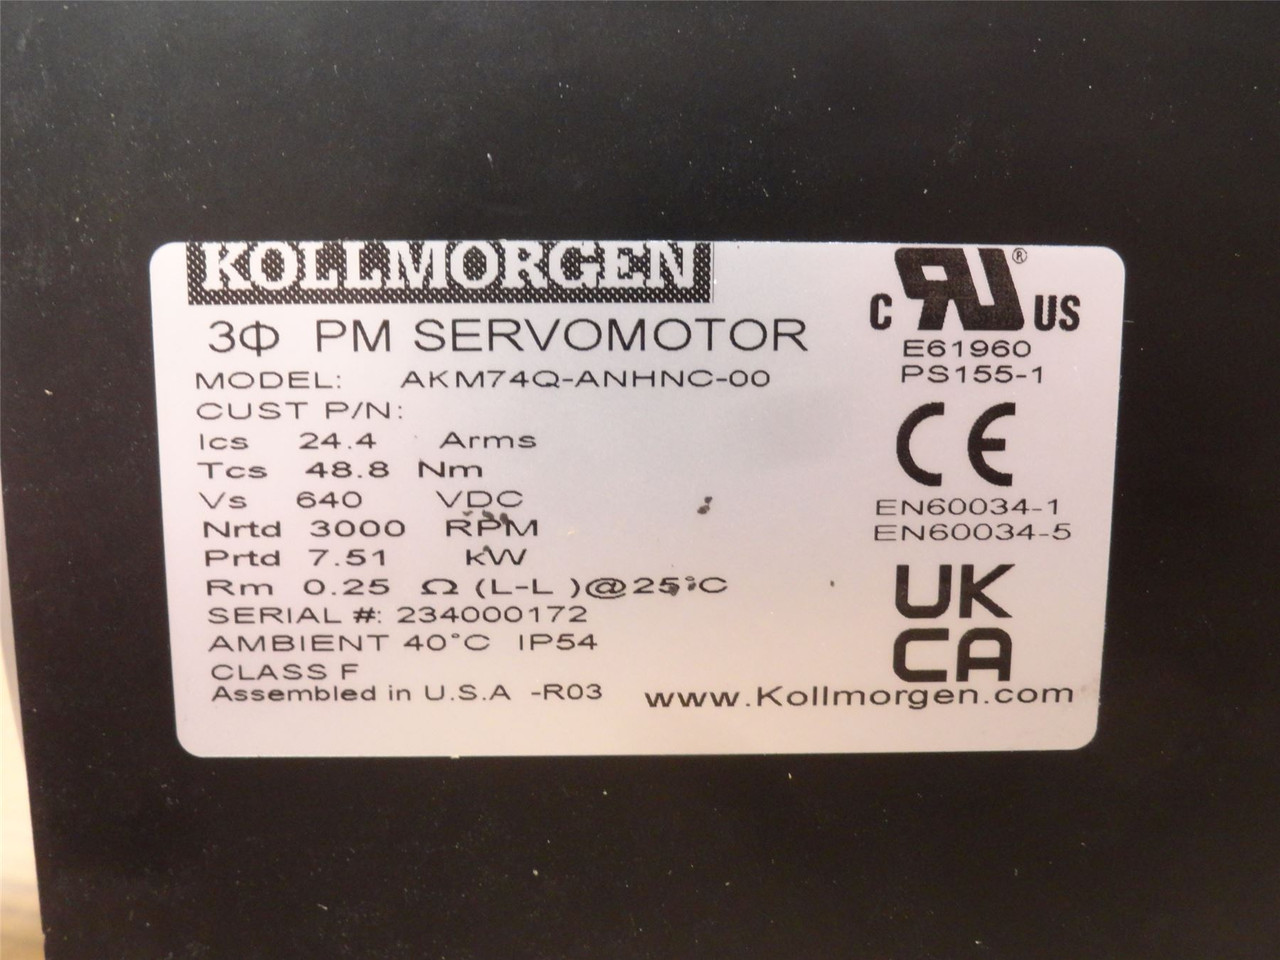 KOLLMORGEN
3Φ PM SERVOMOTOR
MODEL: AKM74Q-ANHNC-00
CUST P/N:
Ics 24.4 Arms
Tcs 48.8 Nm
Vs 640 VDC
Nrtd 3000 RPM
Prtd 7.51 kW
Rm 0.25 Ω (L-L )@25°C
SERIAL #: 234000172
AMBIENT 40°C IP54
CLASS F
Assembled in U.S.A -R03
C RU ® US
E61960
PS155-1
CE
EN60034-1
EN60034-5
UK
CA
www.Kollmorgen.com